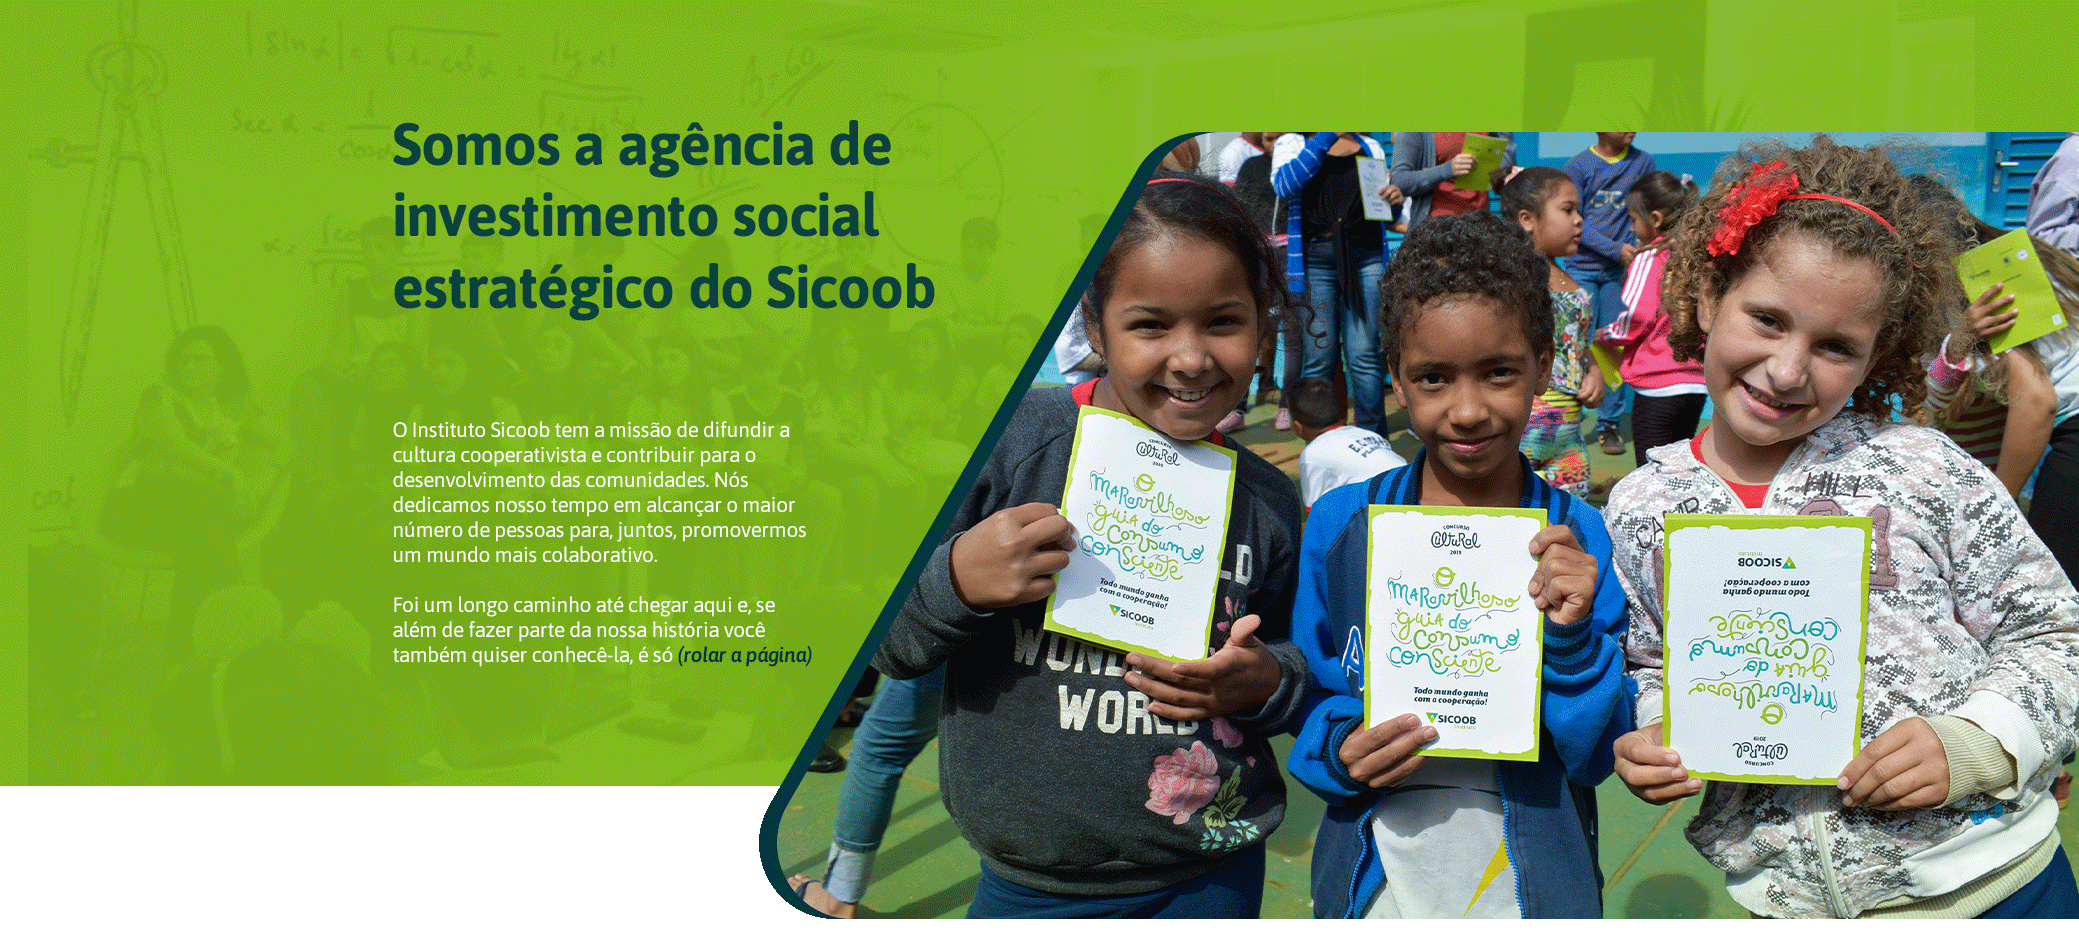 Somos a agência de
investimento social
estratégico do Sicoob
O Instituto Sicoob tem a missão de difundir a
cultura cooperativista e contribuir para o
desenvolvimento das comunidades. Nós
dedicamos nosso tempo em alcançar o maior
número de pessoas para, juntos, promovermos
um mundo mais colaborativo.
Foi um longo caminho até chegar aqui e, se
além de fazer parte da nossa história você
também quiser conhecê-la, é só (rolar a página)
CONCURSO
CultuRal
2019
O
MARavilhoso
guiA do
Consumo
Consciente
Todo mundo ganha
com a cooperação!
SICOOB
WORLD
CONCURSO
CultuRal
2019
O
MARavilhoso
guiA do
Consumo
Consciente
Todo mundo ganha
com a cooperação!
SICOOB
HILL
CONCURSO
CultuRal
2019
O
MARavilhoso
guiA do
Consumo
Consciente
Todo mundo ganha
com a cooperação!
SICOOB
Instituto